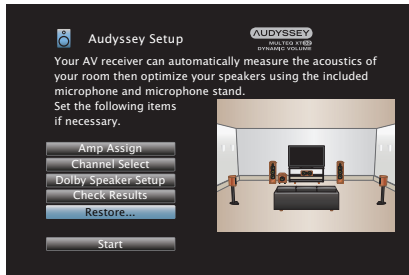 Audyssey Setup
AUDYSSEY
MULTEQ XT32
DYNAMIC VOLUME
Your AV receiver can automatically measure the acoustics of
your room then optimize your speakers using the included
microphone and microphone stand.
Set the following items
if necessary.
Amp Assign
Channel Select
Dolby Speaker Setup
Check Results
Restore...
Start